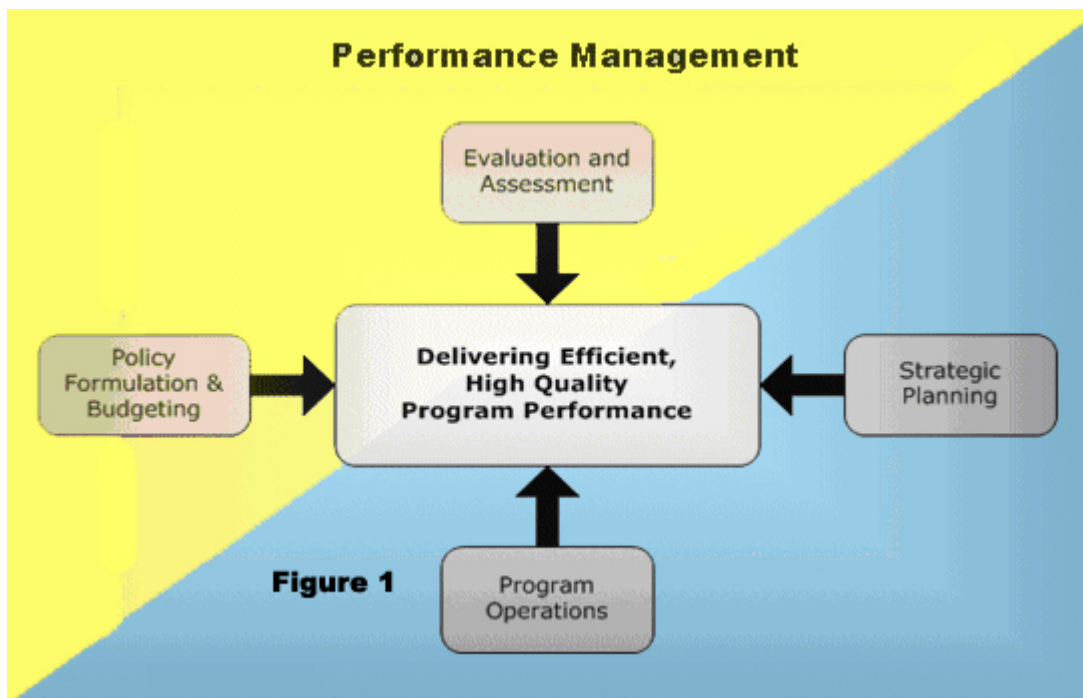 Performance Management
Evaluation and
Assessment
Policy
Formulation &
Budgeting
Delivering Efficient,
High Quality
Program Performance
Strategic
Planning
Figure 1
Program
Operations